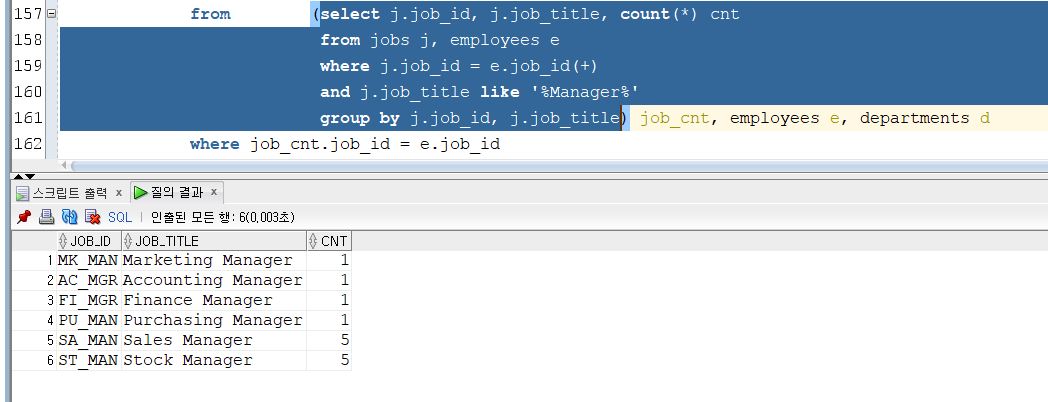 157 from (select j.job_id, j.job_title, count(*) cnt
158 from jobs j, employees e
159 where j.job_id = e.job_id(+)
160 and j.job_title like '%Manager%'
161 group by j.job_id, j.job_title) job_cnt, employees e, departments d
162 where job_cnt.job_id = e.job_id
스크립트 출력 x 질의 결과 x
SQL | 인출된 모든 행: 6(0,003초)
JOB_ID JOB_TITLE CNT
1 MK_MAN Marketing Manager 1
2 AC_MGR Accounting Manager 1
3 FI_MGR Finance Manager 1
4 PU_MAN Purchasing Manager 1
5 SA_MAN Sales Manager 5
6 ST_MAN Stock Manager 5